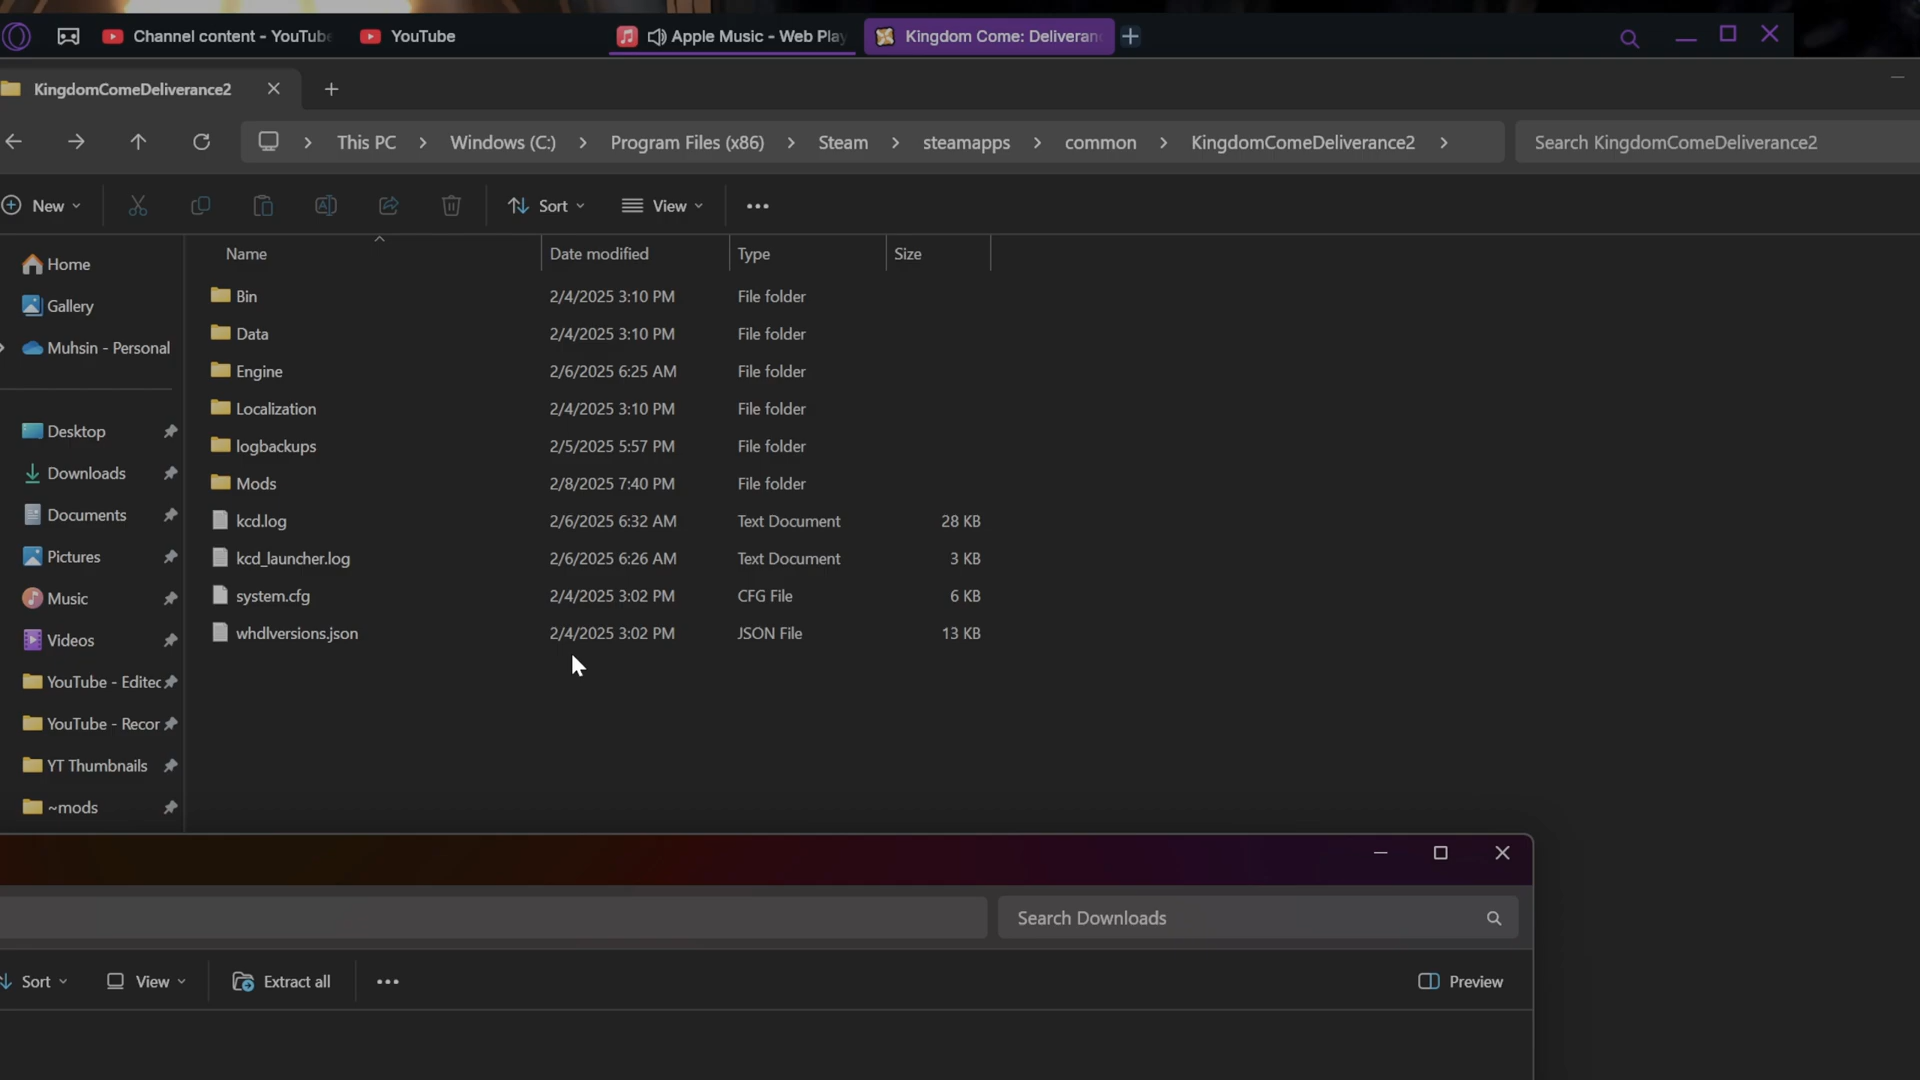 Channel content - YouTube
YouTube
Apple Music - Web Play
Kingdom Come: Deliveranc
KingdomComeDeliverance2
This PC > Windows (C:) > Program Files (x86) > Steam > steamapps > common > KingdomComeDeliverance2 >
Search KingdomComeDeliverance2
New
Sort
View
Name
Date modified
Type
Size
Home
Gallery
Muhsin - Personal
Desktop
Downloads
Documents
Pictures
Music
Videos
YouTube - Editec
YouTube - Recor
YT Thumbnails
~mods
Bin 2/4/2025 3:10 PM File folder
Data 2/4/2025 3:10 PM File folder
Engine 2/6/2025 6:25 AM File folder
Localization 2/4/2025 3:10 PM File folder
logbackups 2/5/2025 5:57 PM File folder
Mods 2/8/2025 7:40 PM File folder
kcd.log 2/6/2025 6:32 AM Text Document 28 KB
kcd_launcher.log 2/6/2025 6:26 AM Text Document 3 KB
system.cfg 2/4/2025 3:02 PM CFG File 6 KB
whdlversions.json 2/4/2025 3:02 PM JSON File 13 KB
Search Downloads
Sort
View
Extract all
Preview